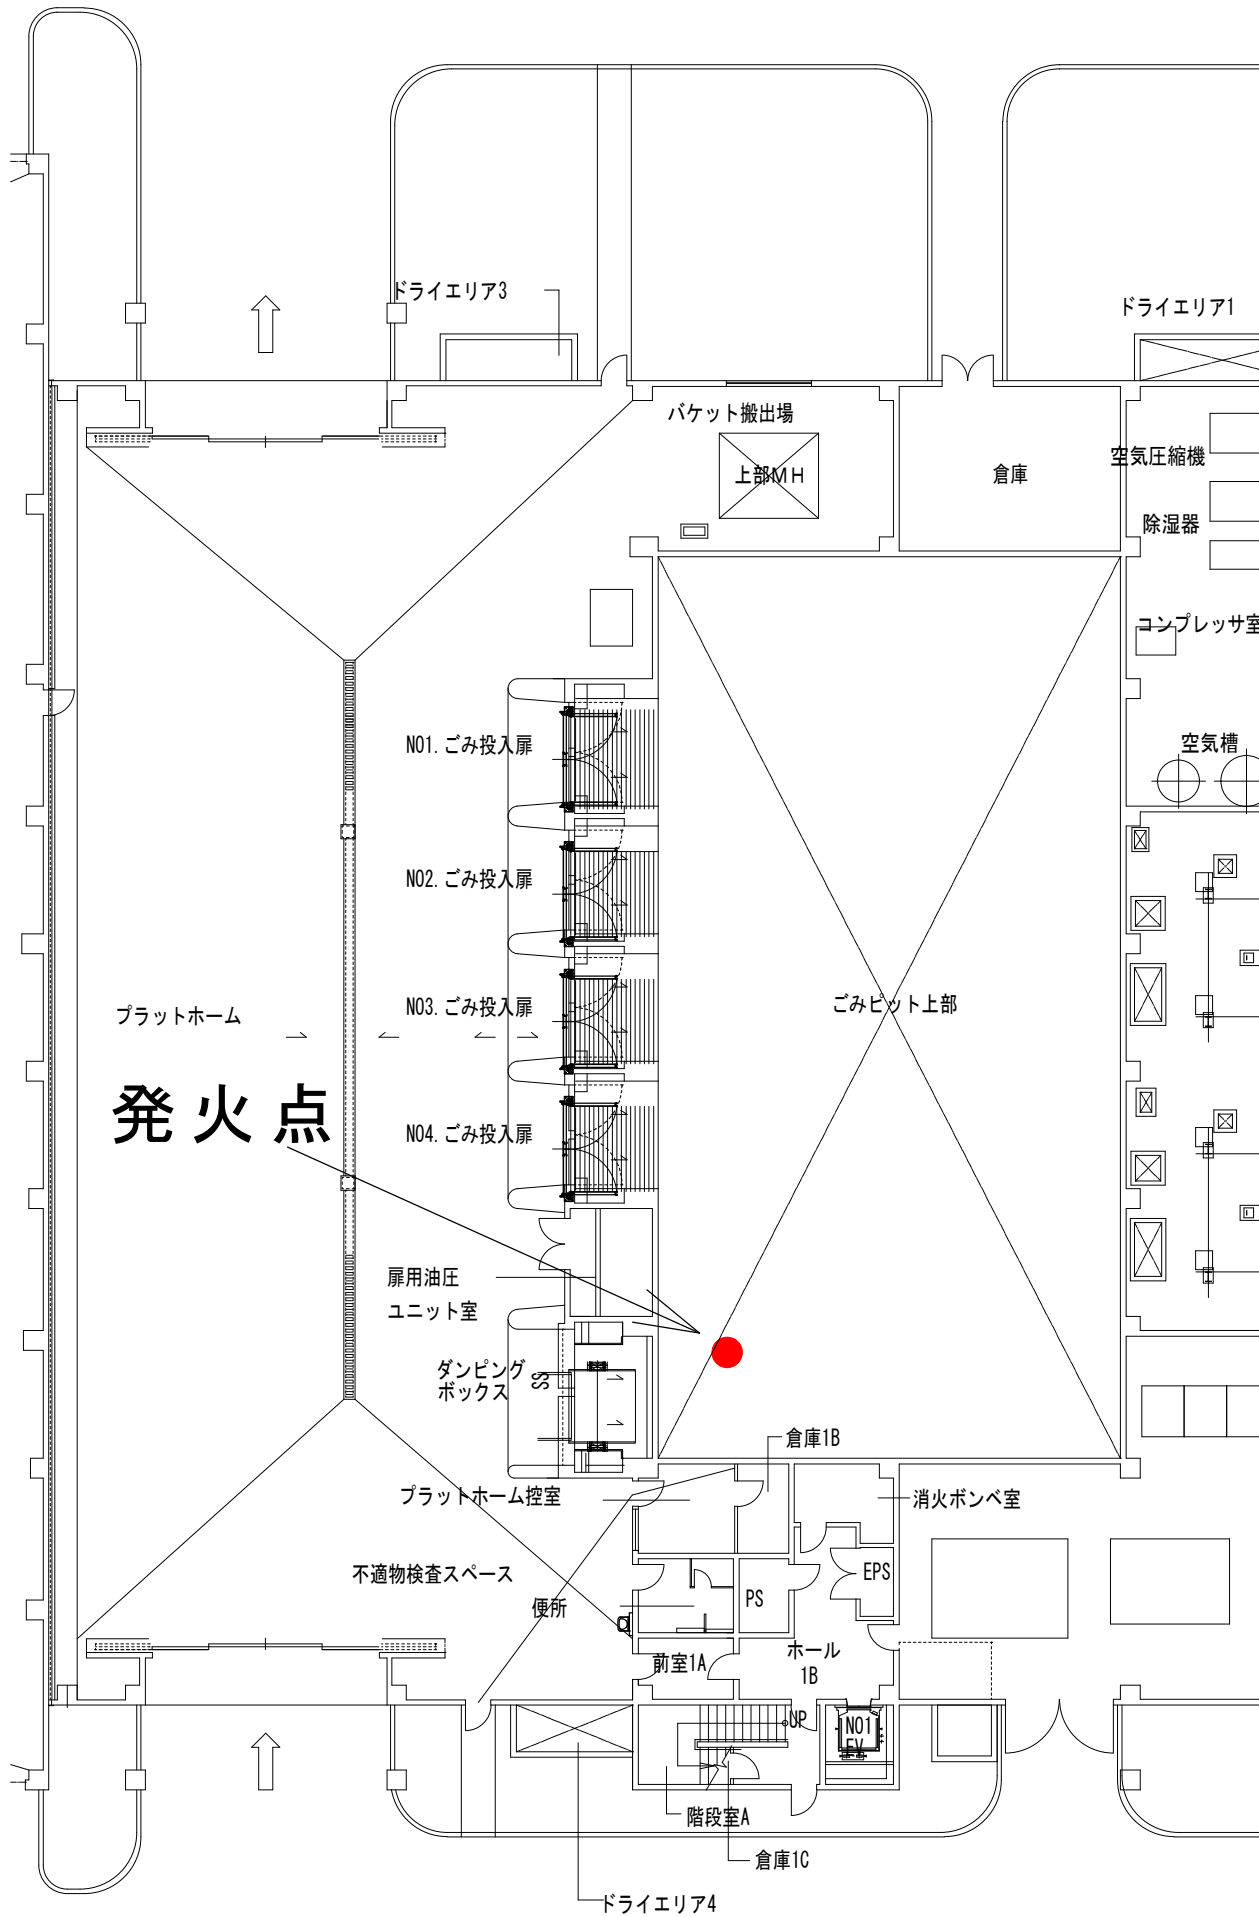 ドライエリア3
ドライエリア1
バケット搬出場
上部MH
倉庫
空気圧縮機
除湿器
コンプレッサ室
NO1.ごみ投入扉
空気槽
NO2.ごみ投入扉
ごみピット上部
NO3.ごみ投入扉
プラットホーム
発火点
NO4.ごみ投入扉
扉用油圧
ユニット室
ダンピング
ボックス
SS
倉庫1B
プラットホーム控室
消火ボンベ室
不適物検査スペース
EPS
便所
PS
前室1A
ホール
1B
UP
NO1
EV
階段室A
倉庫1C
ドライエリア4